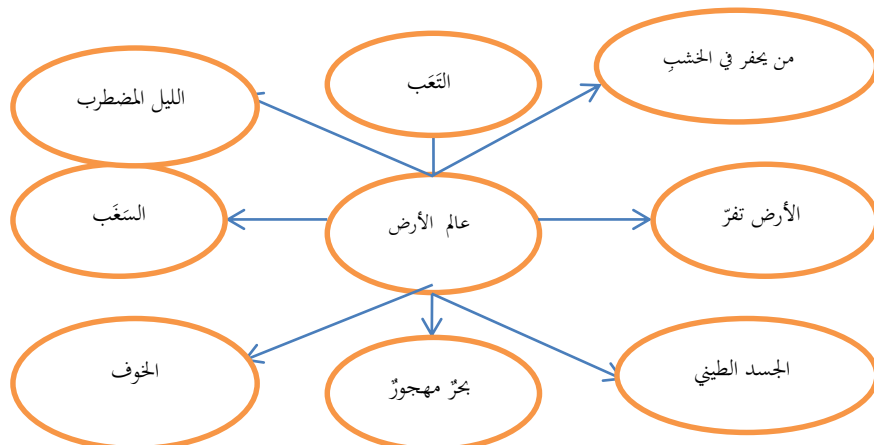 من يحفر في الخشبِ
التَعَب
الليل المضطرب
الأرض تفرّ
عالم الأرض
السَغَب
الجسد الطيني
بحرٌ مهجورٌ
الخوف